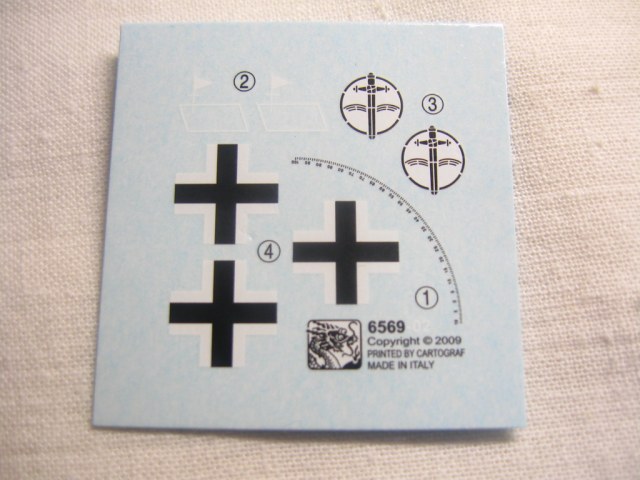 ②
③
④
①
6569
Copyright © 2009
PRINTED BY CARTOGRAF
MADE IN ITALY